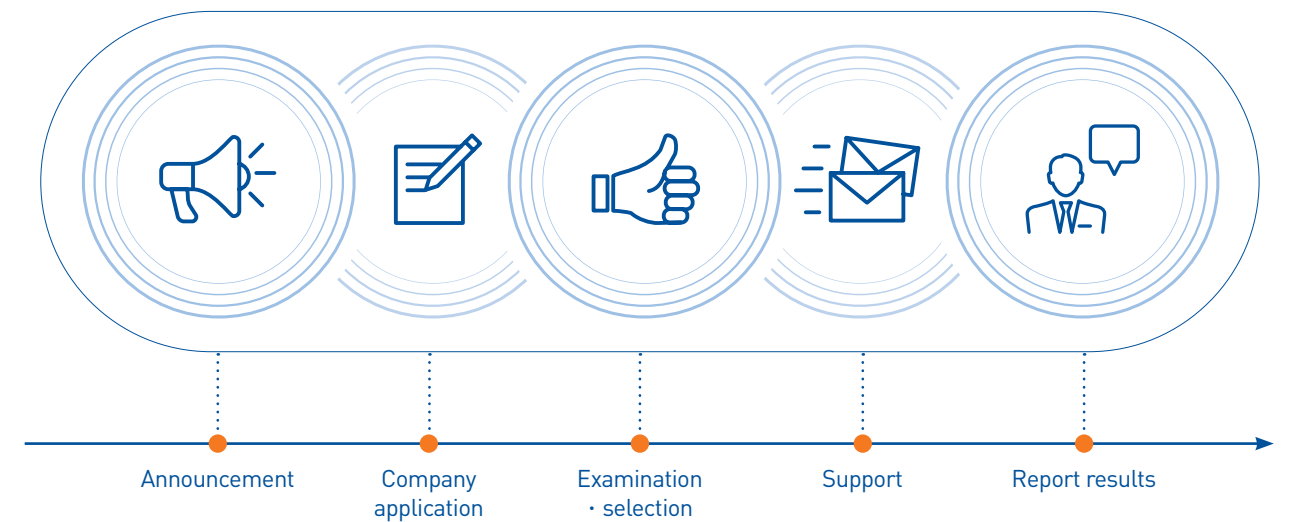 Announcement
Company
application
Examination
· selection
Support
Report results